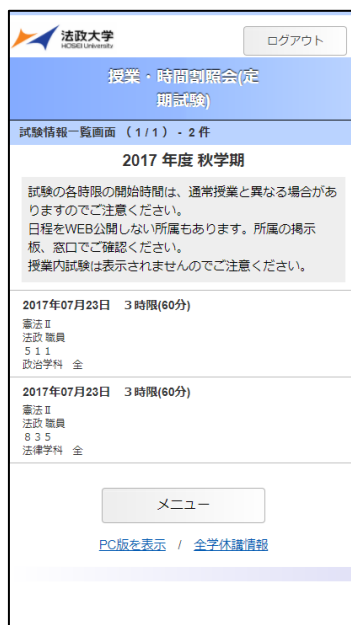 法政大学
HOSEI University
ログアウト
授業・時間割照会(定
期試験)
試験情報一覧画面 （1/1） - 2 件
2017 年度 秋学期
試験の各時限の開始時間は、通常授業と異なる場合があ
りますのでご注意ください。
日程をWEB公開しない所属もあります。所属の掲示
板、窓口でご確認ください。
授業内試験は表示されませんのでご注意ください。
2017年07月23日　３時限(60分)
憲法Ⅱ
法政 職員
５１１
政治学科　全
2017年07月23日　３時限(60分)
憲法Ⅱ
法政 職員
８３５
法律学科　全
メニュー
PC版を表示 / 全学休講情報